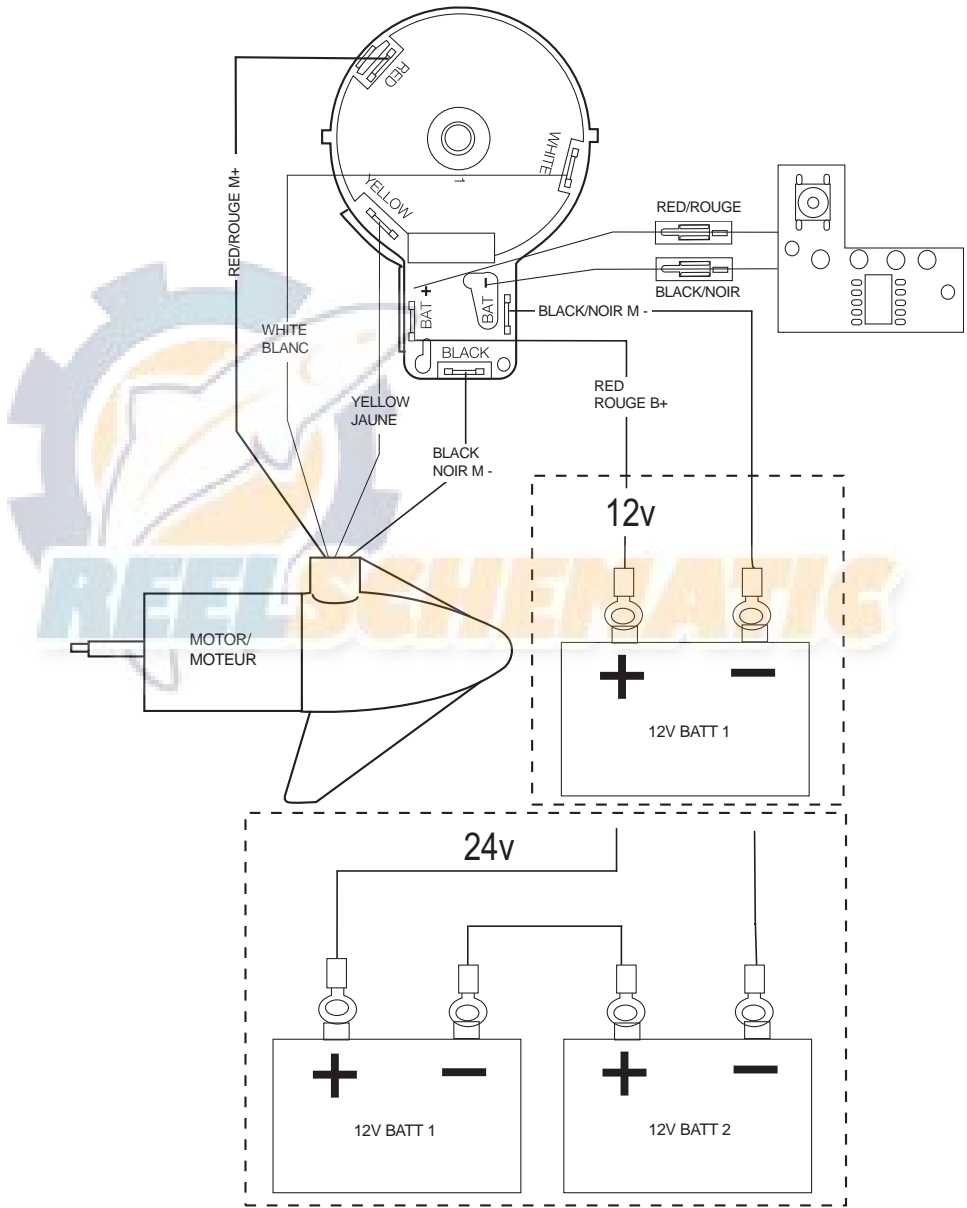 RED
WHITE
1
YELLOW
RED/ROUGE M+
RED/ROUGE
BLACK/NOIR
BAT +
BAT -
BLACK/NOIR M -
BLACK
WHITE
BLANC
YELLOW
JAUNE
RED
ROUGE B+
BLACK
NOIR M -
12v
REELSCHEMATIC
MOTOR/
MOTEUR
+ -
12V BATT 1
24v
+ - + -
12V BATT 1
12V BATT 2